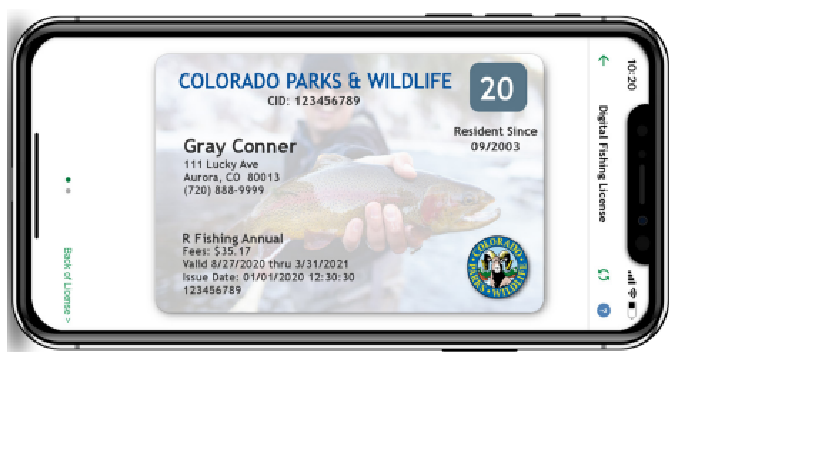 10:20
Digital Fishing License
?
COLORADO PARKS & WILDLIFE
CID: 123456789
20
Resident Since
09/2003
Gray Conner
111 Lucky Ave
Aurora, CO 80013
(720) 888-9999
R Fishing Annual
Fees: $35.17
Valid 8/27/2020 thru 3/31/2021
Issue Date: 01/01/2020 12:30:30
123456789
COLORADO
PARKS • WILDLIFE
Back of License >